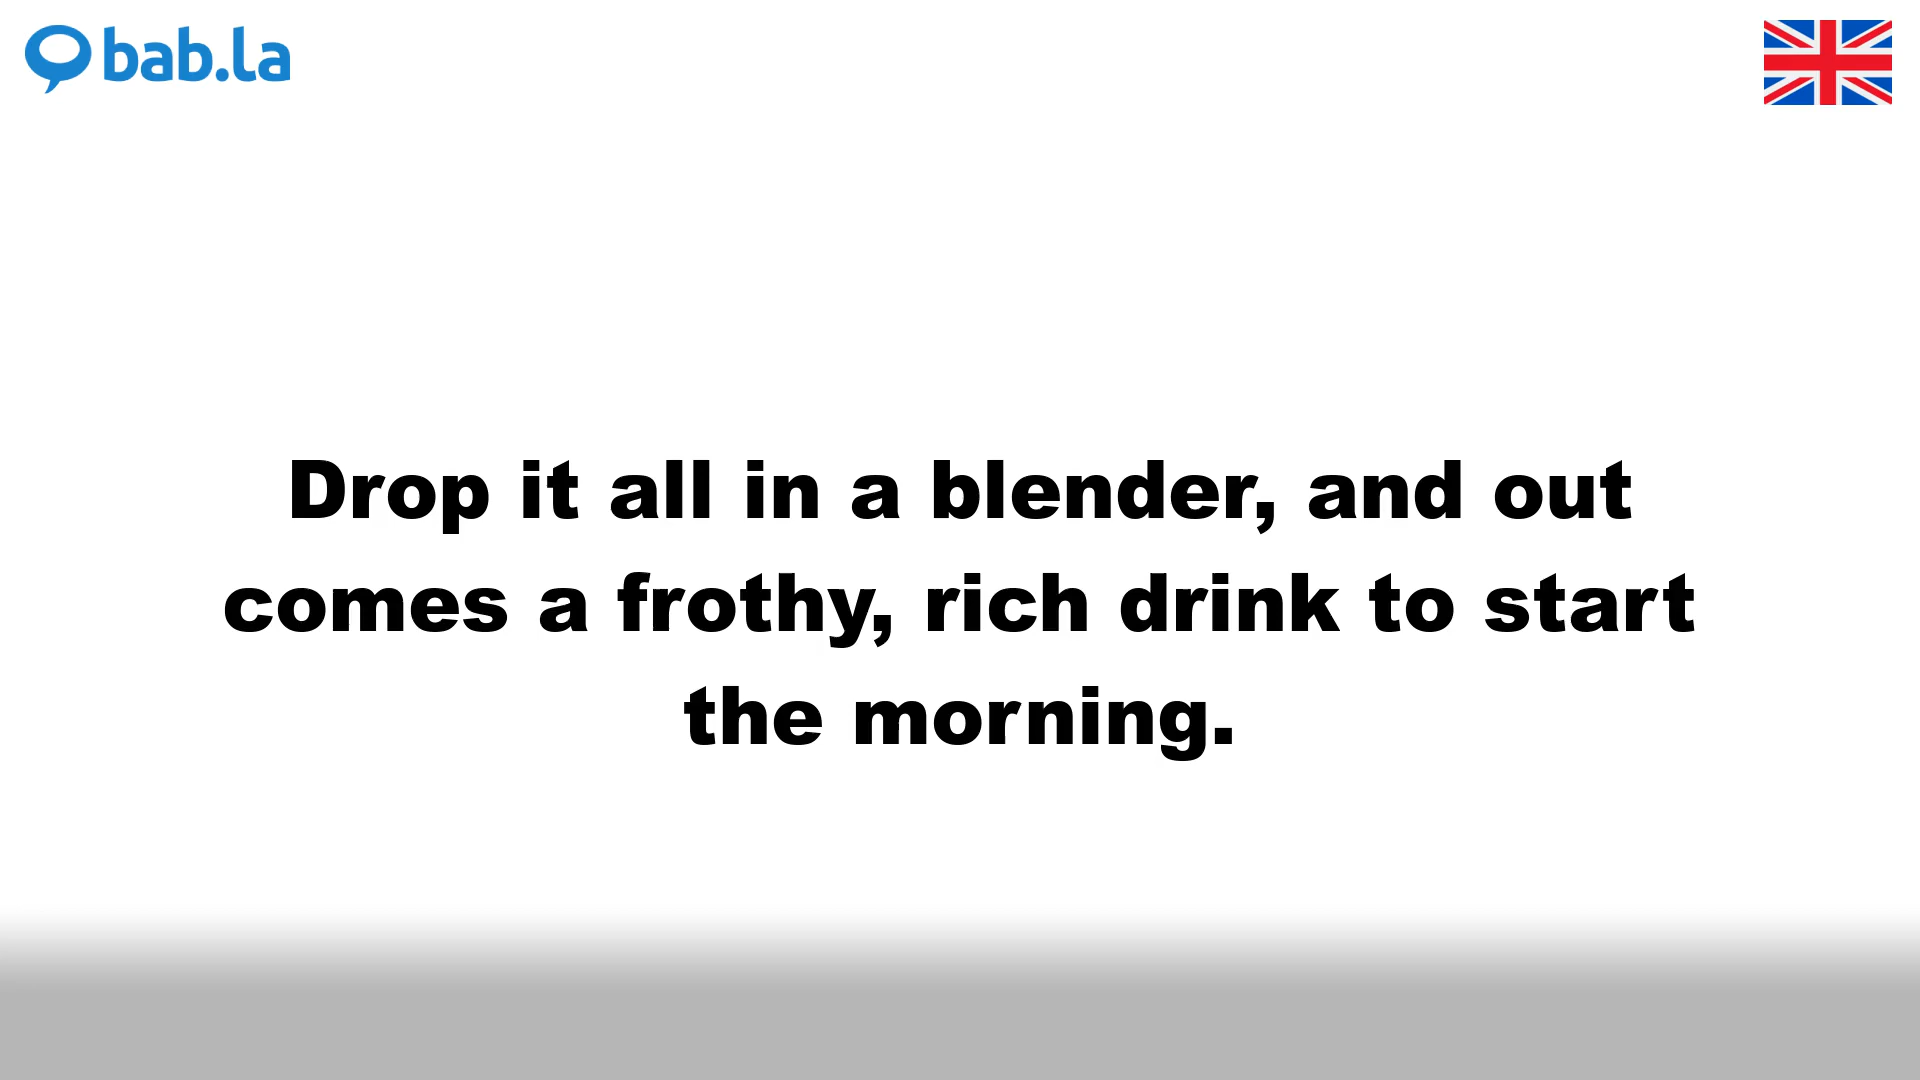 bab.la
Drop it all in a blender, and out
comes a frothy, rich drink to start
the morning.